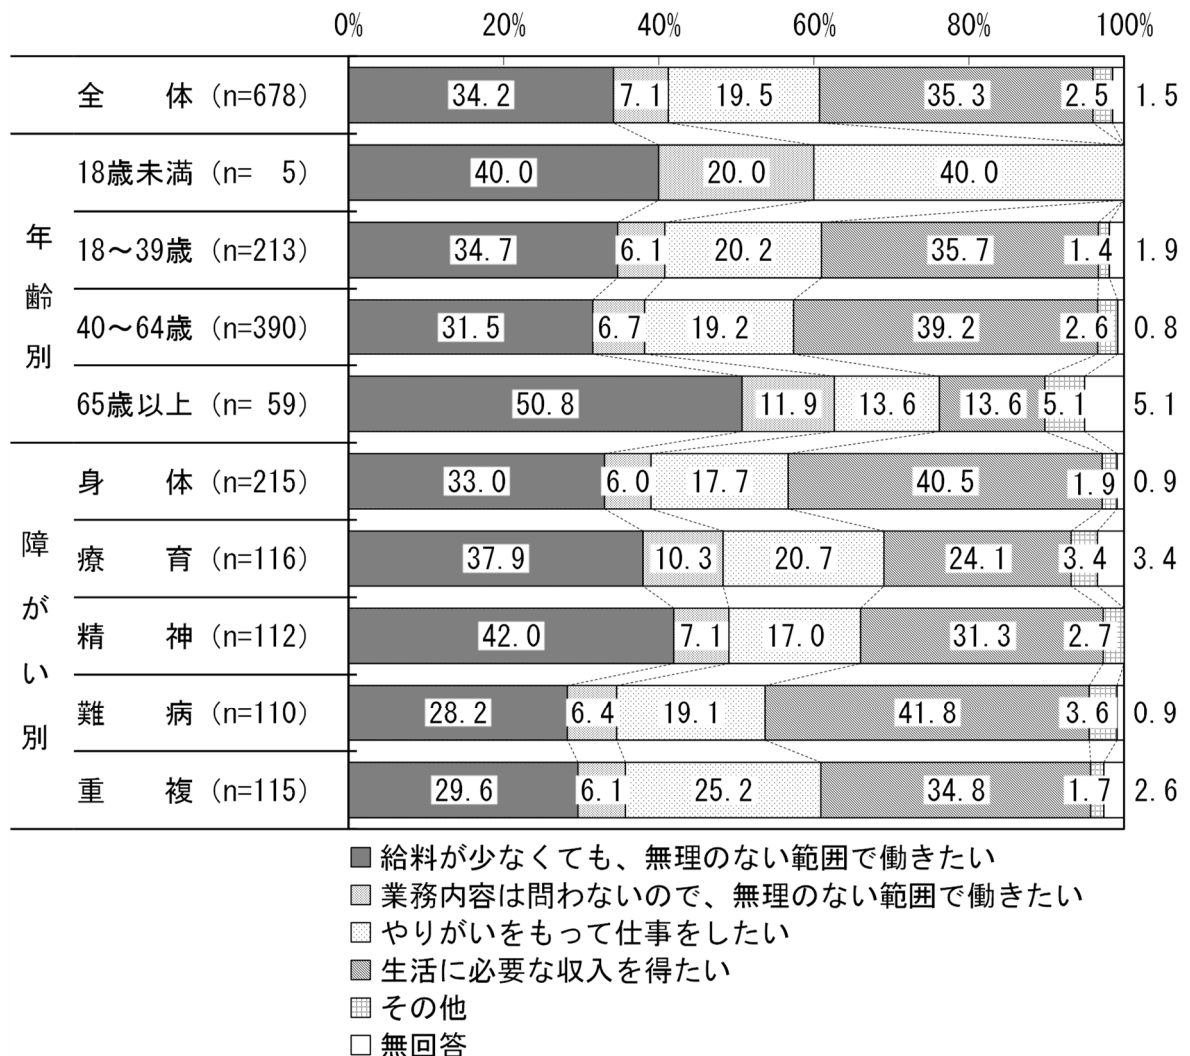 0% 20% 40% 60% 80% 100%
全 体 (n=678) 34.2 7.1 19.5 35.3 2.5 1.5
年齢別
18歳未満 (n= 5) 40.0 20.0 40.0
18～39歳 (n=213) 34.7 6.1 20.2 35.7 1.4 1.9
40～64歳 (n=390) 31.5 6.7 19.2 39.2 2.6 0.8
65歳以上 (n= 59) 50.8 11.9 13.6 13.6 5.1 5.1
障がい別
身 体 (n=215) 33.0 6.0 17.7 40.5 1.9 0.9
療 育 (n=116) 37.9 10.3 20.7 24.1 3.4 3.4
精 神 (n=112) 42.0 7.1 17.0 31.3 2.7
難 病 (n=110) 28.2 6.4 19.1 41.8 3.6 0.9
重 複 (n=115) 29.6 6.1 25.2 34.8 1.7 2.6
給料が少なくても、無理のない範囲で働きたい
業務内容は問わないので、無理のない範囲で働きたい
やりがいをもって仕事をしたい
生活に必要な収入を得たい
その他
無回答